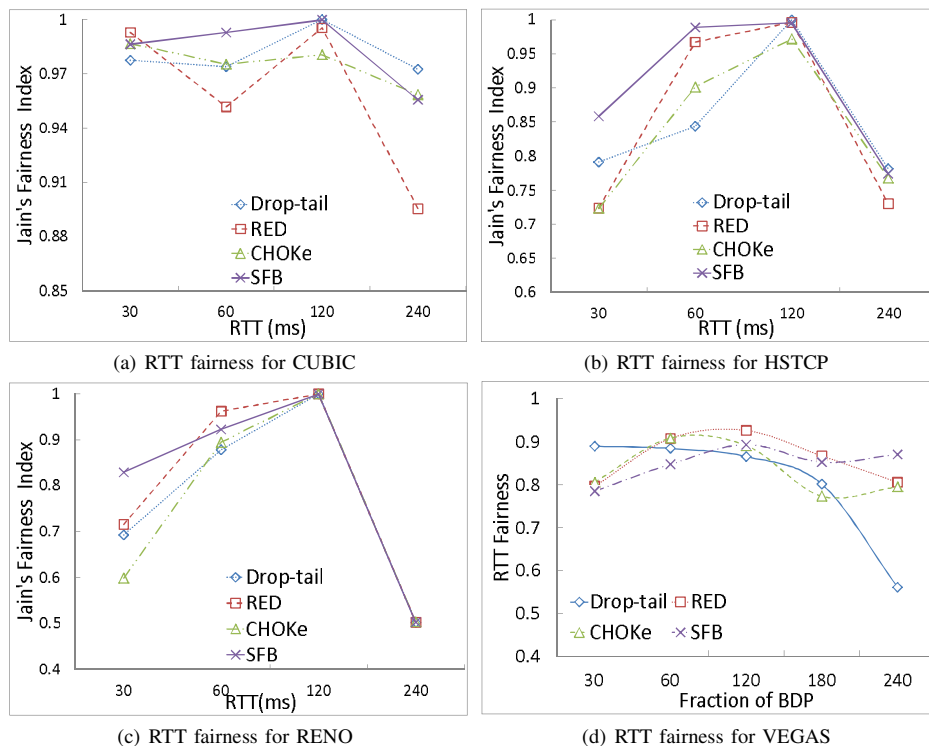 1
0.97
0.94
0.91
0.88
0.85
Jain's Fairness Index
Drop-tail
RED
CHOKe
SFB
30 60 120 240
RTT (ms)
(a) RTT fairness for CUBIC
1
0.95
0.9
0.85
0.8
0.75
0.7
0.65
0.6
Jain's Fairness Index
Drop-tail
RED
CHOKe
SFB
30 60 120 240
RTT (ms)
(b) RTT fairness for HSTCP
1
0.9
0.8
0.7
0.6
0.5
0.4
Jain's Fairness Index
Drop-tail
RED
CHOKe
SFB
30 60 120 240
RTT(ms)
(c) RTT fairness for RENO
1
0.9
0.8
0.7
0.6
0.5
0.4
RTT Fairness
Drop-tail RED
CHOKe SFB
30 60 120 180 240
Fraction of BDP
(d) RTT fairness for VEGAS